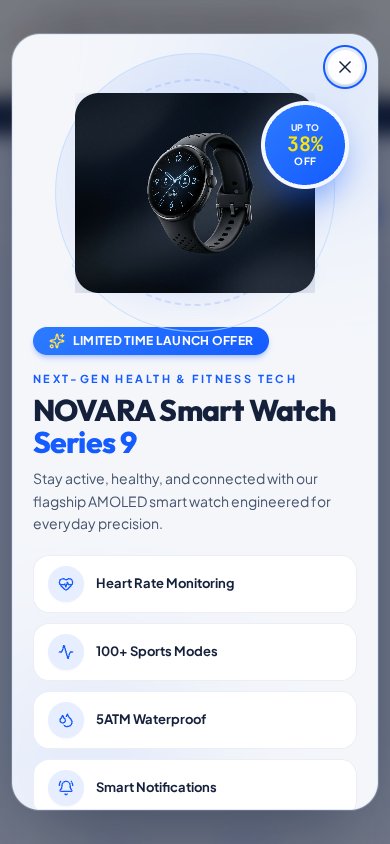 UP TO
38%
OFF
LIMITED TIME LAUNCH OFFER
NEXT-GEN HEALTH & FITNESS TECH
NOVARA Smart Watch
Series 9
Stay active, healthy, and connected with our
flagship AMOLED smart watch engineered for
everyday precision.
Heart Rate Monitoring
100+ Sports Modes
5ATM Waterproof
Smart Notifications